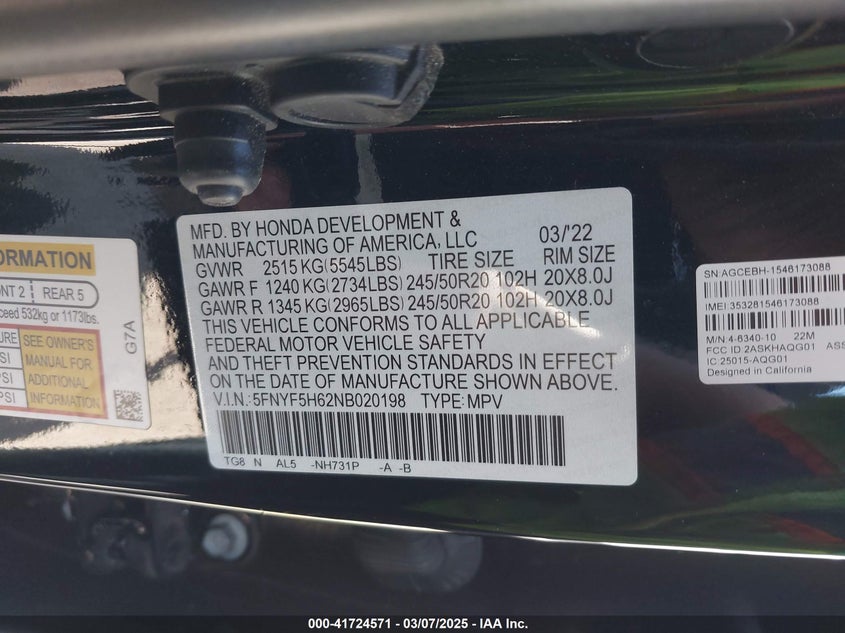 FORMATION
NT 2 REAR 5
ceed 532kg or 1173lbs.
SEE OWNER'S
MANUAL FOR
ADDITIONAL
INFORMATION
PSI
PSI
G7A
MFD. BY HONDA DEVELOPMENT &
MANUFACTURING OF AMERICA, LLC 03/'22
GVWR 2515 KG(5545LBS) TIRE SIZE RIM SIZE
GAWR F 1240 KG(2734LBS) 245/50R20 102H 20X8.0J
GAWR R 1345 KG(2965LBS) 245/50R20 102H 20X8.0J
THIS VEHICLE CONFORMS TO ALL APPLICABLE
FEDERAL MOTOR VEHICLE SAFETY
AND THEFT PREVENTION STANDARDS IN EFFECT
ON THE DATE OF MANUFACTURE SHOWN ABOVE.
V.I.N.: 5FNYF5H62NB020198 TYPE: MPV
TG8 N AL5 -NH731P -A -B
SN:AGCEBH-1546173088
IMEI:353281546173088
M/N:4-6340-10 22M
FCC ID:2ASKHAQG01 ASS
IC:25015-AQG01
Designed in California
000-41724571 — 03/07/2025 — IAA Inc.